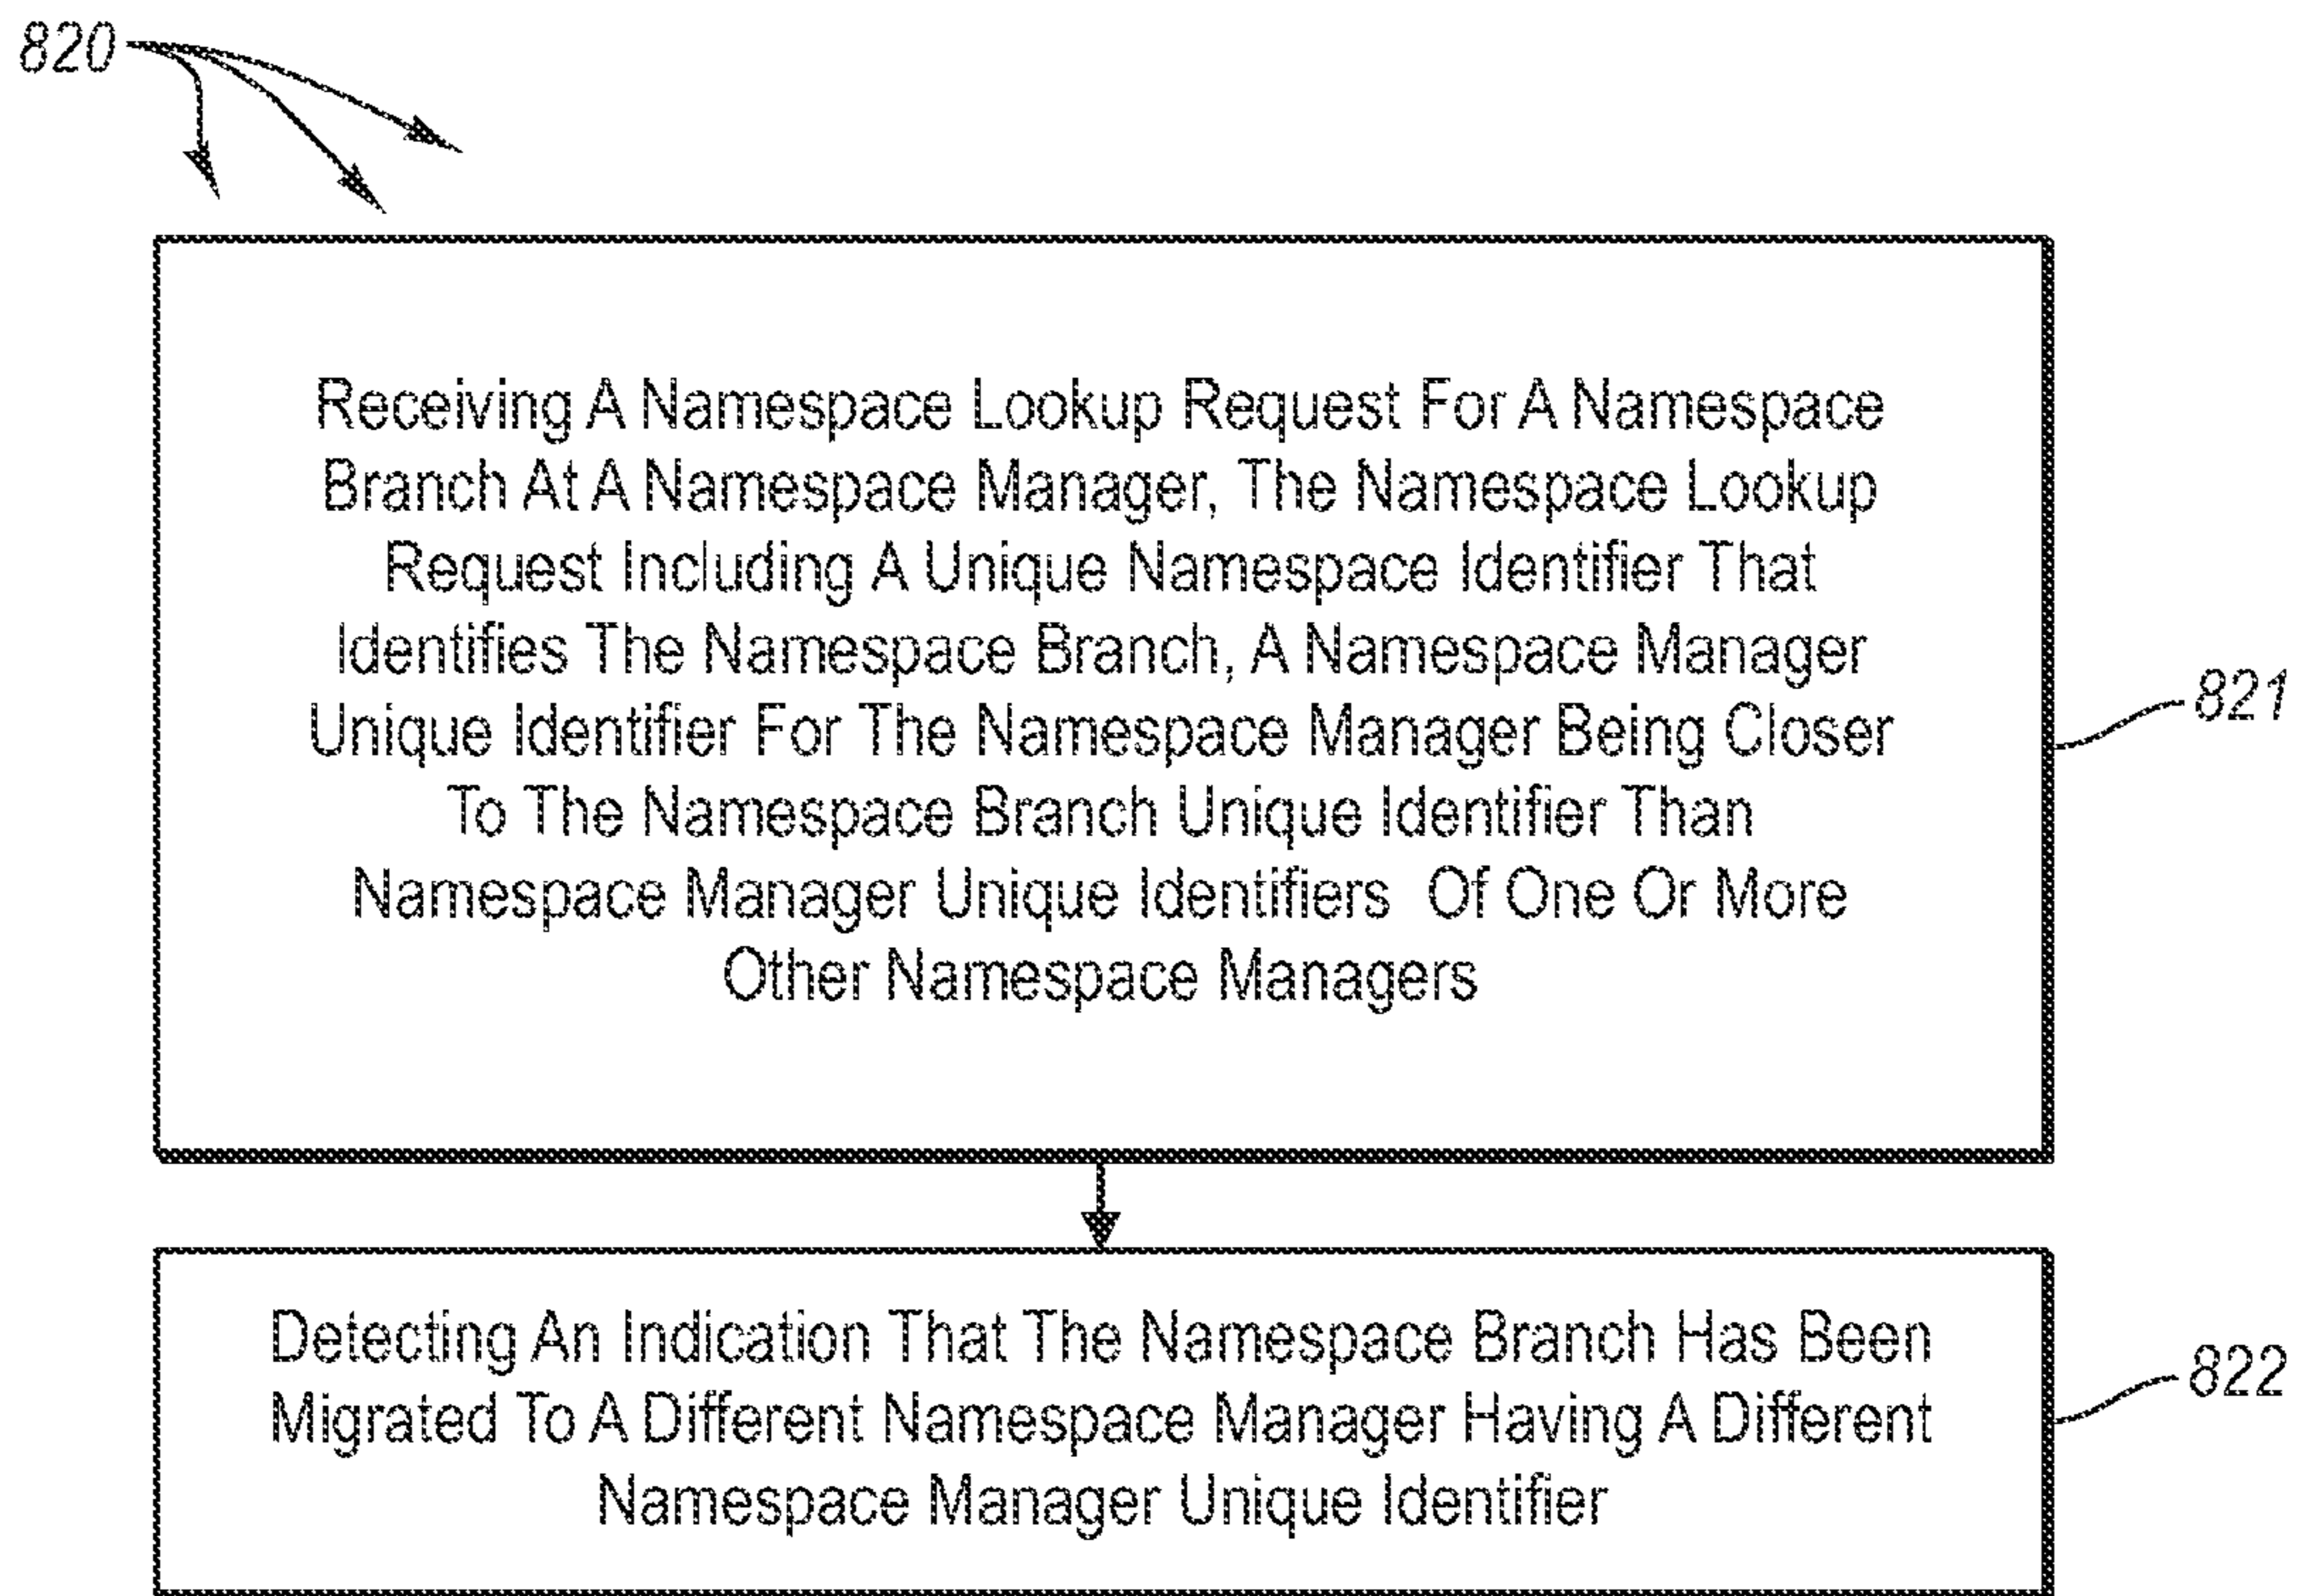 820
Receiving A Namespace Lookup Request For A Namespace
Branch At A Namespace Manager, The Namespace Lookup
Request Including A Unique Namespace Identifier That
Identifies The Namespace Branch, A Namespace Manager
Unique Identifier For The Namespace Manager Being Closer
To The Namespace Branch Unique Identifier Than
Namespace Manager Unique Identifiers Of One Or More
Other Namespace Managers
821
Detecting An Indication That The Namespace Branch Has Been
Migrated To A Different Namespace Manager Having A Different
Namespace Manager Unique Identifier
822